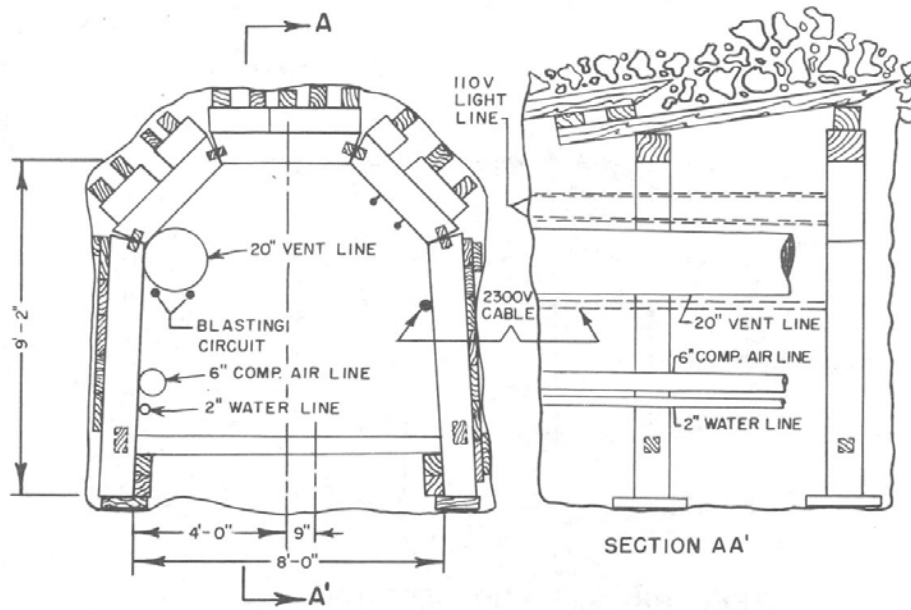 A
110V
LIGHT
LINE
9'-2"
20" VENT LINE
BLASTING
CIRCUIT
2300V
CABLE
20" VENT LINE
6" COMP. AIR LINE
6" COMP. AIR LINE
2" WATER LINE
2" WATER LINE
4'-0"
9"
8'-0"
SECTION AA'
A'